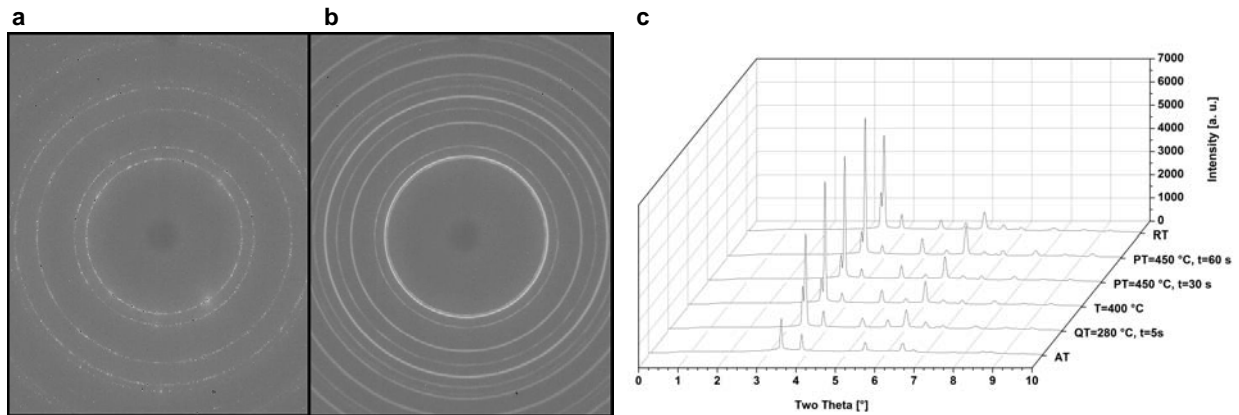 a
b
c
7000
6000
5000
4000
3000
2000
1000
0
Intensity [a. u.]
RT
PT=450 °C, t=60 s
PT=450 °C, t=30 s
T=400 °C
QT=280 °C, t=5s
AT
0 1 2 3 4 5 6 7 8 9 10
Two Theta [°]